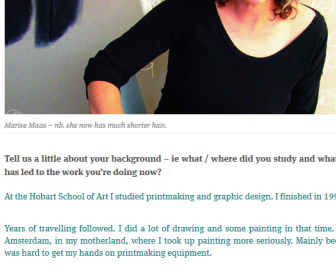 Marise Maas – nb. she now has much shorter hair.
Tell us a little about your background – ie what / where did you study and what
has led to the work you're doing now?
At the Hobart School of Art I studied printmaking and graphic design. I finished in 199
Years of travelling followed. I did a lot of drawing and some painting in that time.
Amsterdam, in my motherland, where I took up painting more seriously. Mainly be
was hard to get my hands on printmaking equipment.